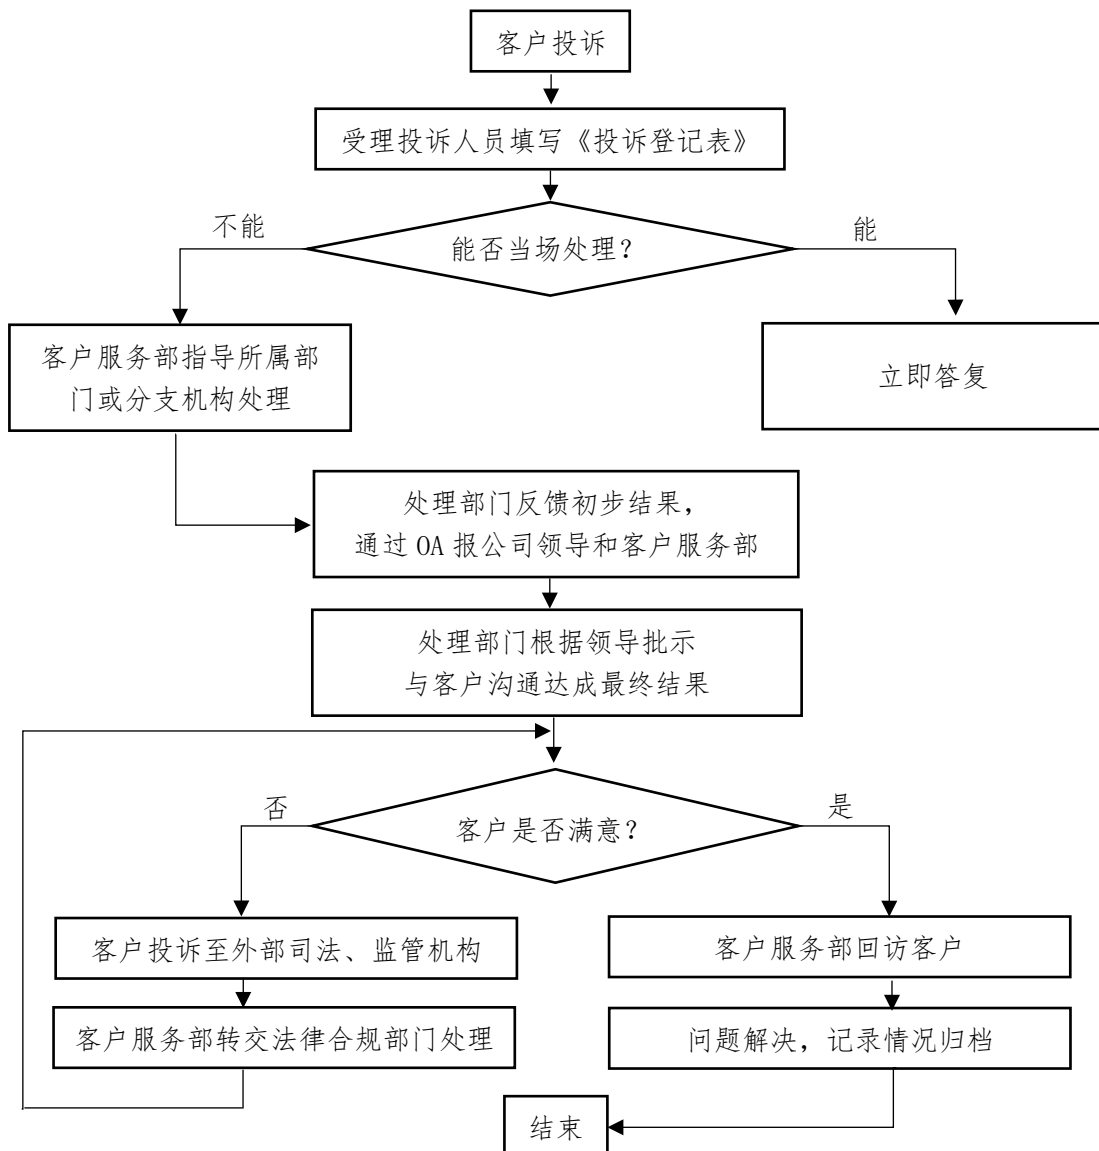 客户投诉
受理投诉人员填写《投诉登记表》
不能
能
能否当场处理?
客户服务部指导所属部
门或分支机构处理
立即答复
处理部门反馈初步结果,
通过 OA 报公司领导和客户服务部
处理部门根据领导批示
与客户沟通达成最终结果
否
是
客户是否满意?
客户投诉至外部司法、监管机构
客户服务部回访客户
客户服务部转交法律合规部门处理
问题解决，记录情况归档
结束